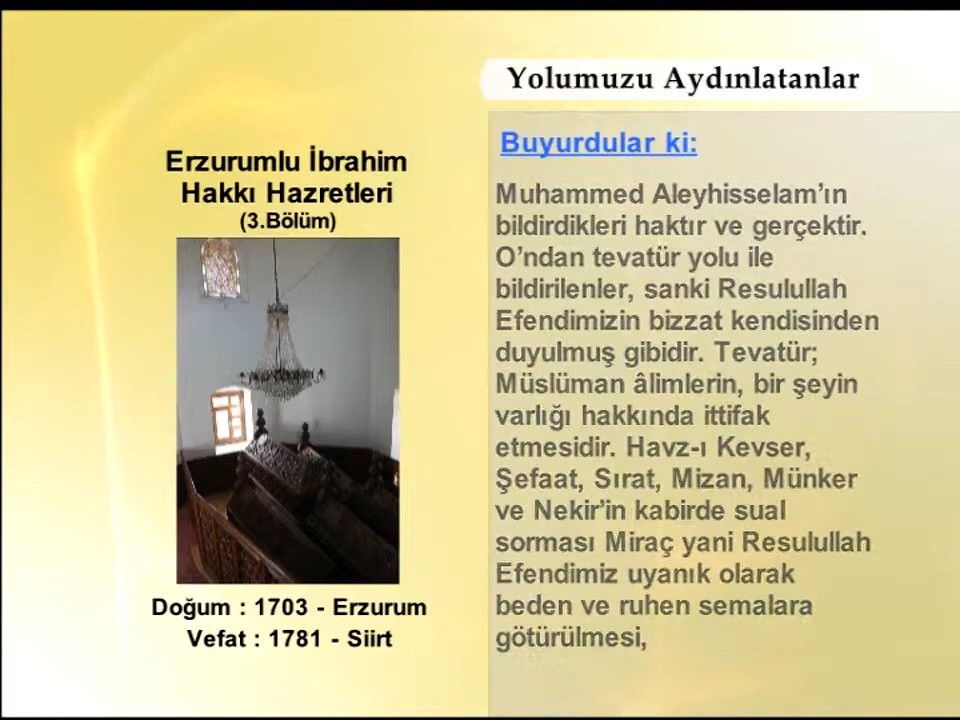 Yolumuzu Aydınlatanlar
Erzurumlu İbrahim
Hakkı Hazretleri
(3.Bölüm)
Doğum : 1703 - Erzurum
Vefat : 1781 - Siirt
Buyurdular ki:
Muhammed Aleyhisselam’ın
bildirdikleri haktır ve gerçektir.
O’ndan tevatür yolu ile
bildirilenler, sanki Resulullah
Efendimizin bizzat kendisinden
duyulmuş gibidir. Tevatür;
Müslüman âlimlerin, bir şeyin
varlığı hakkında ittifak
etmesidir. Havz-ı Kevser,
Şefaat, Sırat, Mizan, Münker
ve Nekir’in kabirde sual
sorması Miraç yani Resulullah
Efendimiz uyanık olarak
beden ve ruhen semalara
götürülmesi,